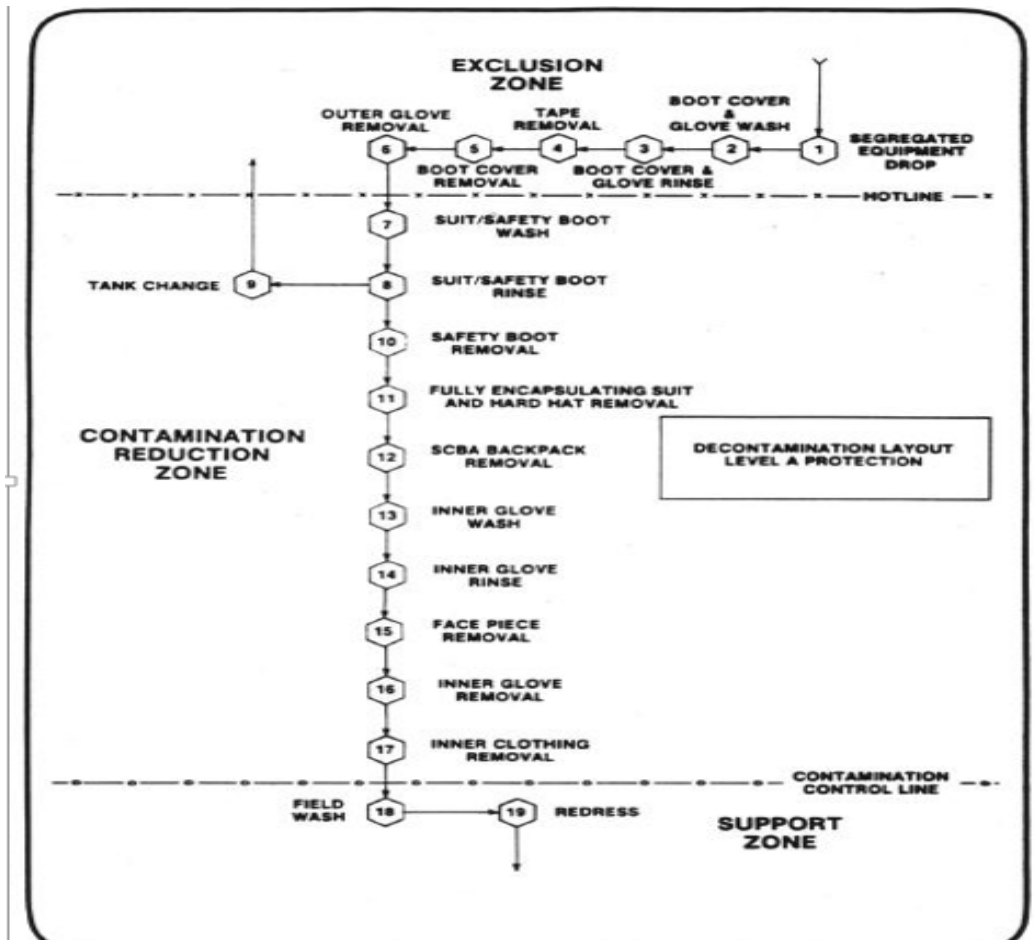 EXCLUSION
ZONE
OUTER GLOVE
REMOVAL
TAPE
REMOVAL
BOOT COVER
&
GLOVE WASH
6
5
4
3
2
1
SEGREGATED
EQUIPMENT
DROP
BOOT COVER
REMOVAL
BOOT COVER &
GLOVE RINSE
HOTLINE
7
SUIT/SAFETY BOOT
WASH
TANK CHANGE
9
8
SUIT/SAFETY BOOT
RINSE
10
SAFETY BOOT
REMOVAL
11
FULLY ENCAPSULATING SUIT
AND HARD HAT REMOVAL
CONTAMINATION
REDUCTION
ZONE
12
SCBA BACKPACK
REMOVAL
DECONTAMINATION LAYOUT
LEVEL A PROTECTION
13
INNER GLOVE
WASH
14
INNER GLOVE
RINSE
15
FACE PIECE
REMOVAL
16
INNER GLOVE
REMOVAL
17
INNER CLOTHING
REMOVAL
CONTAMINATION
CONTROL LINE
FIELD
WASH
18
19
REDRESS
SUPPORT
ZONE